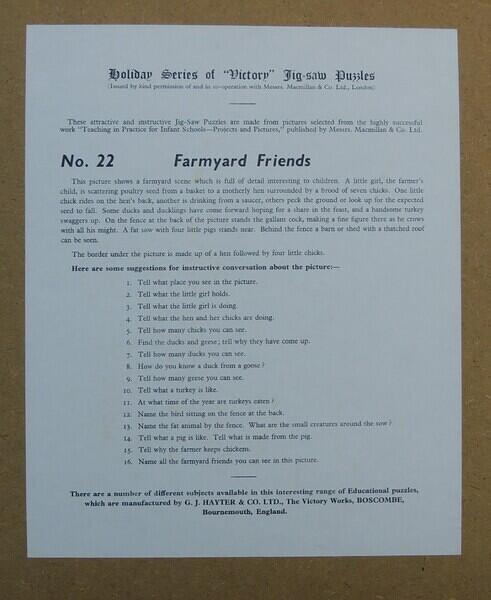 Holiday Series of "Victory" Jig-saw Puzzles
(Issued by kind permission of and in co-operation with Messrs. Macmillan & Co. Ltd., London)
These attractive and instructive Jig-Saw Puzzles are made from pictures selected from the highly successful
work "Teaching in Practice for Infant Schools—Projects and Pictures," published by Messrs. Macmillan & Co. Ltd.
No. 22 Farmyard Friends
This picture shows a farmyard scene which is full of detail interesting to children. A little girl, the farmer's
child, is scattering poultry seed from a basket to a motherly hen surrounded by a brood of seven chicks. One little
chick rides on the hen's back, another is drinking from a saucer, others peck the ground or look up for the expected
seed to fall. Some ducks and ducklings have come forward hoping for a share in the feast, and a handsome turkey
swaggers up. On the fence at the back of the picture stands the gallant cock, making a fine figure there as he crows
with all his might. A fat sow with four little pigs stands near. Behind the fence a barn or shed with a thatched roof
can be seen.
The border under the picture is made up of a hen followed by four little chicks.
Here are some suggestions for instructive conversation about the picture:—
1. Tell what place you see in the picture.
2. Tell what the little girl holds.
3. Tell what the little girl is doing.
4. Tell what the hen and her chicks are doing.
5. Tell how many chicks you can see.
6. Find the ducks and geese; tell why they have come up.
7. Tell how many ducks you can see.
8. How do you know a duck from a goose?
9. Tell how many geese you can see.
10. Tell what a turkey is like.
11. At what time of the year are turkeys eaten?
12. Name the bird sitting on the fence at the back.
13. Name the fat animal by the fence. What are the small creatures around the sow?
14. Tell what a pig is like. Tell what is made from the pig.
15. Tell why the farmer keeps chickens.
16. Name all the farmyard friends you can see in this picture.
There are a number of different subjects available in this interesting range of Educational puzzles,
which are manufactured by G. J. HAYTER & CO. LTD., The Victory Works, BOSCOMBE,
Bournemouth, England.